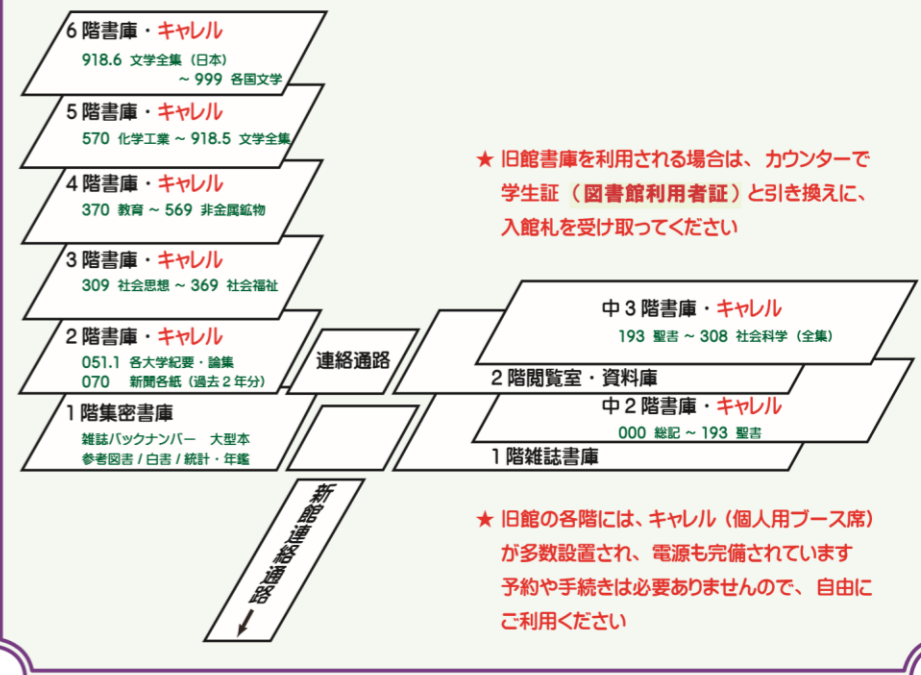 6階書庫・キャレル
918.6 文学全集（日本）
～ 999 各国文学
5階書庫・キャレル
570 化学工業 ～ 918.5 文学全集
4階書庫・キャレル
370 教育 ～ 569 非金属鉱物
3階書庫・キャレル
309 社会思想 ～ 369 社会福祉
2階書庫・キャレル
051.1 各大学紀要・論集
070 新聞各紙（過去２年分）
1階集密書庫
雑誌バックナンバー 大型本
参考図書 / 白書 / 統計・年鑑
連絡通路
新館連絡通路
←
★ 旧館書庫を利用される場合は、カウンターで
学生証（図書館利用者証）と引き換えに、
入館札を受け取ってください
中3階書庫・キャレル
193 聖書 ～ 308 社会科学（全集）
2階閲覧室・資料庫
中2階書庫・キャレル
000 総記 ～ 193 聖書
1階雑誌書庫
★ 旧館の各階には、キャレル（個人用ブース席）
が多数設置され、電源も完備されています
予約や手続きは必要ありませんので、自由に
ご利用ください